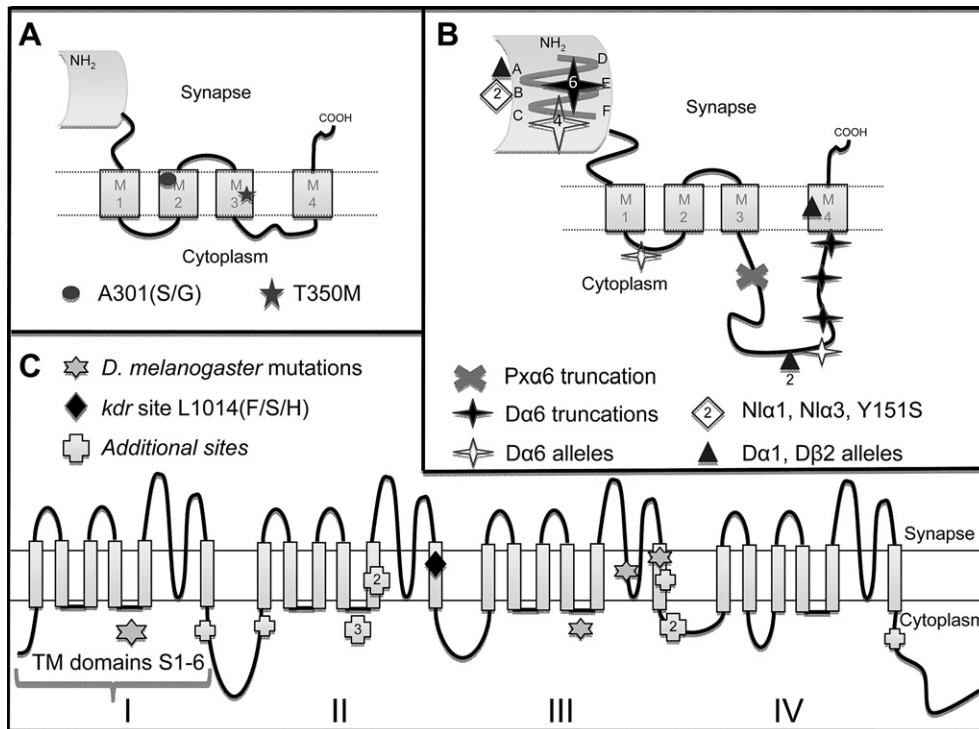 A
NH2
Synapse
COOH
M M M M
1 2 3 4
Cytoplasm
A301(S/G) T350M
B
NH2
A D
6
2 B E
C F
4
Synapse
COOH
M M M M
1 2 3 4
Cytoplasm
2
Pxα6 truncation
Dα6 truncations
2 Nlα1, Nlα3, Y151S
Dα6 alleles
Dα1, Dβ2 alleles
C
D. melanogaster mutations
kdr site L1014(F/S/H)
Additional sites
Synapse
2
3
2
Cytoplasm
TM domains S1-6
I II III IV